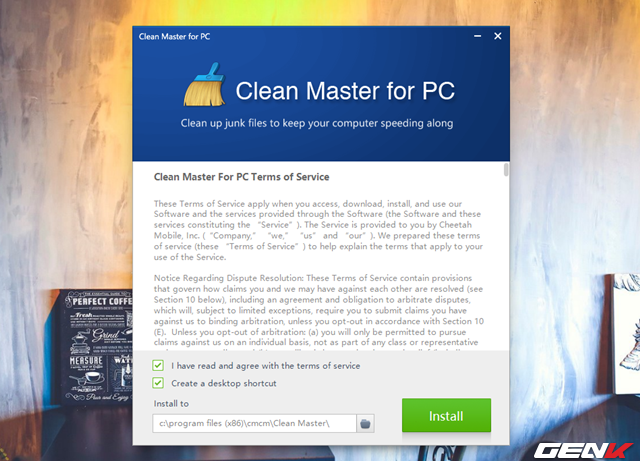 Clean Master for PC
Clean Master for PC
Clean up junk files to keep your computer speeding along
Clean Master For PC Terms of Service
These Terms of Service apply when you access, download, install, and use our
Software and the services provided through the Software (the Software and these
services constituting the “Service”). The Service is provided to you by Cheetah
Mobile, Inc. (“Company,” “we,” “us” and “our”). We prepared these terms
of service (these “Terms of Service”) to help explain the terms that apply to your
use of the Service.
Notice Regarding Dispute Resolution: These Terms of Service contain provisions
that govern how claims you and we may have against each other are resolved (see
Section 10 below), including an agreement and obligation to arbitrate disputes,
which will, subject to limited exceptions, require you to submit claims you have
against us to binding arbitration, unless you opt-out in accordance with Section 10
(E). Unless you opt-out of arbitration: (a) you will only be permitted to pursue
claims against us on an individual basis, not as part of any class or representative
I have read and agree with the terms of service
Create a desktop shortcut
Install to
c:\program files (x86)\cmcm\Clean Master\
Install
PERFECT COFFEE
Fresh
Grind
MEASURE
WATER
Pour and Enjoy
GENK